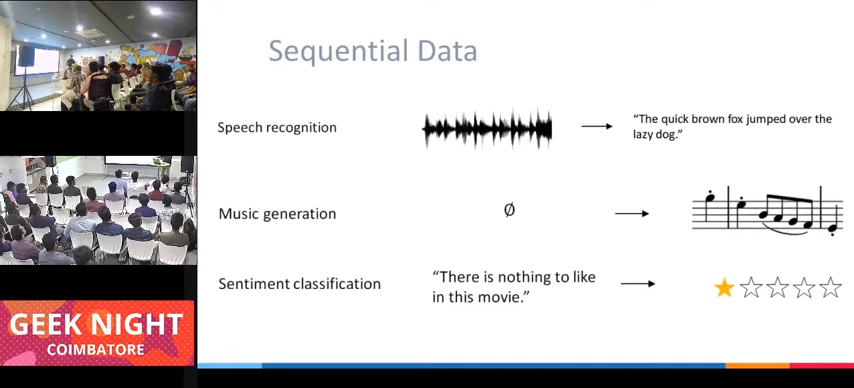 Sequential Data
Speech recognition
“The quick brown fox jumped over the
lazy dog.”
Music generation
Ø
Sentiment classification
“There is nothing to like
in this movie.”
GEEK NIGHT
COIMBATORE